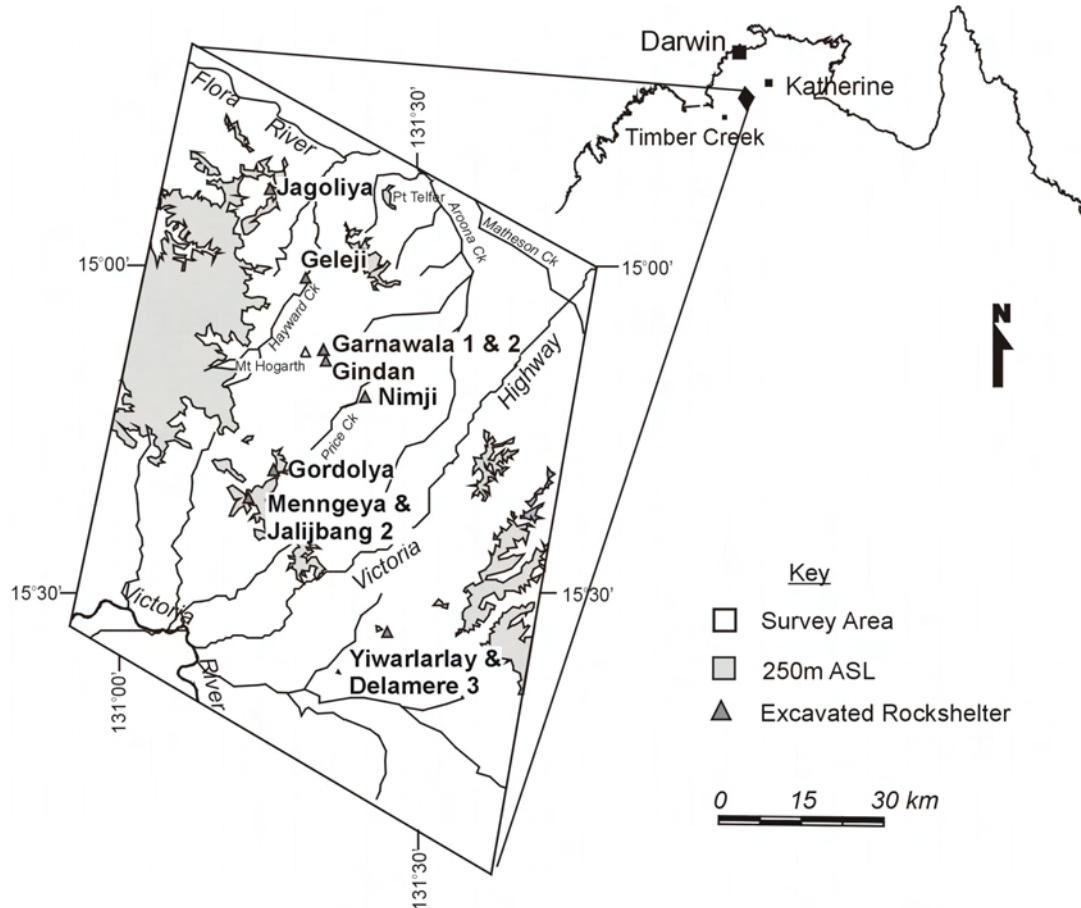 Darwin
Katherine
Timber Creek
Flora
River
131°30'
Jagoliya
Pt Telfer
Aroona Ck
Matheson Ck
15°00'
15°00'
Geleji
Hayward Ck
N
Garnawala 1 & 2
Mt Hogarth
Gindan
Highway
Nimji
Price Ck
Gordolya
Menngeya &
Jalijbang 2
Victoria
15°30'
15°30'
Victoria
River
Yiwarlarlay &
Delamere 3
131°00'
131°30'
Key
Survey Area
250m ASL
Excavated Rockshelter
0 15 30 km